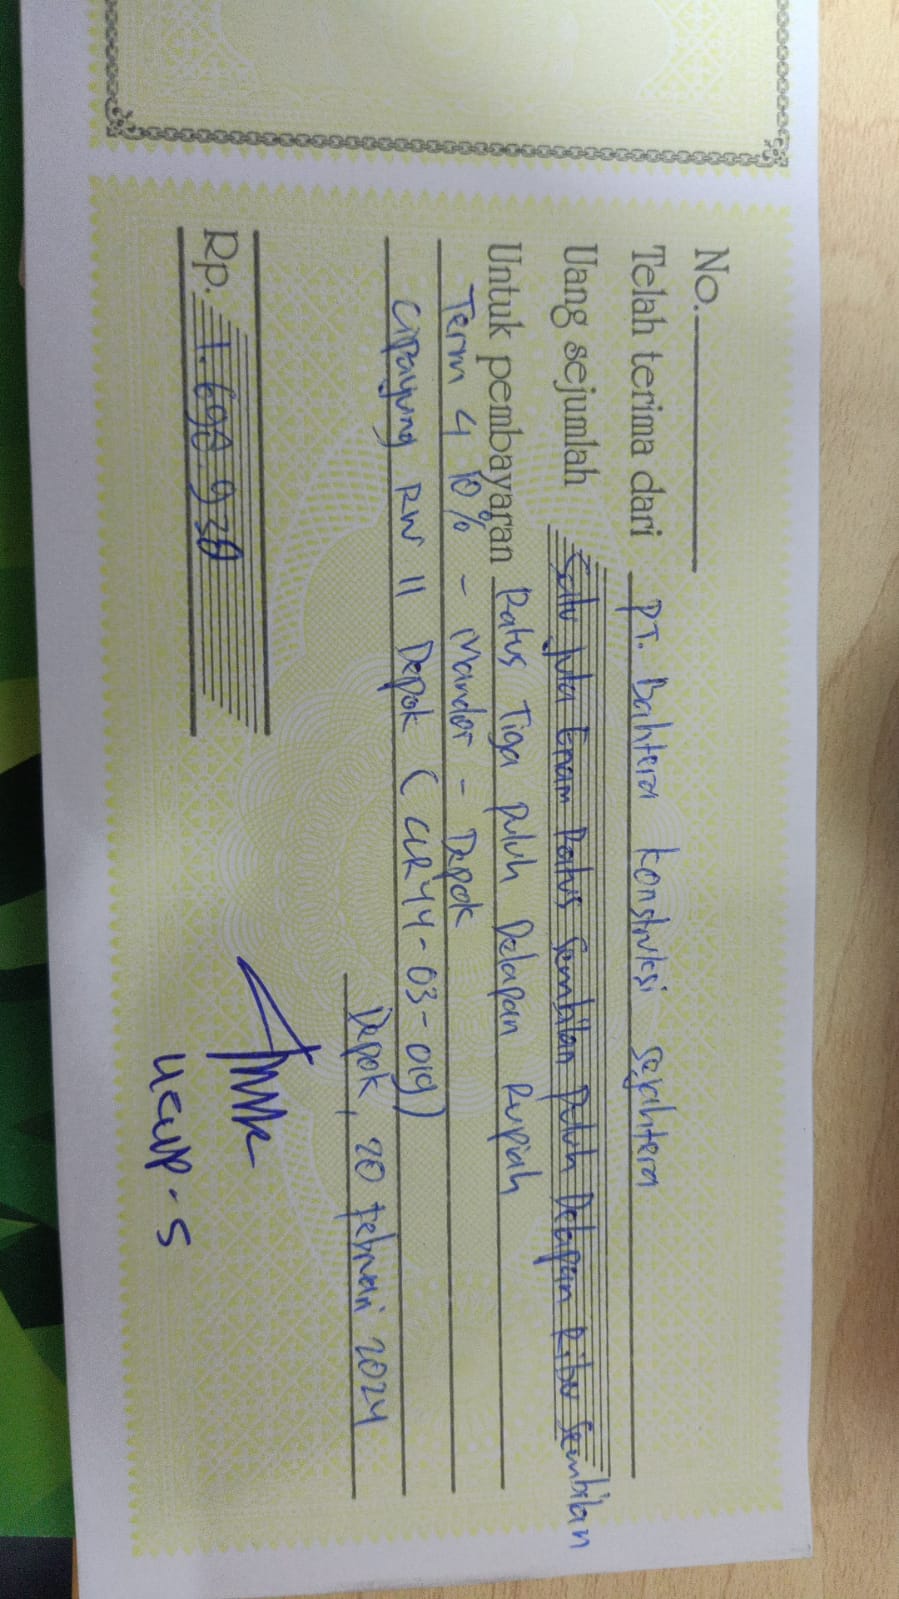 No.
Telah terima dari PT. Bahtera konstruksi sejahtera
Uang sejumlah Satu Juta Enam Ratus Sembilan Puluh Delapan Ribu Sembilan
Untuk pembayaran Ratus Tiga Puluh Delapan Rupiah
Term 4 10% - Mandor - Depok
Cipayung RW 11 Depok (CLR44-03-019)
Depok, 20 Februari 2024
Rp. 1.698.938
Ucup. S